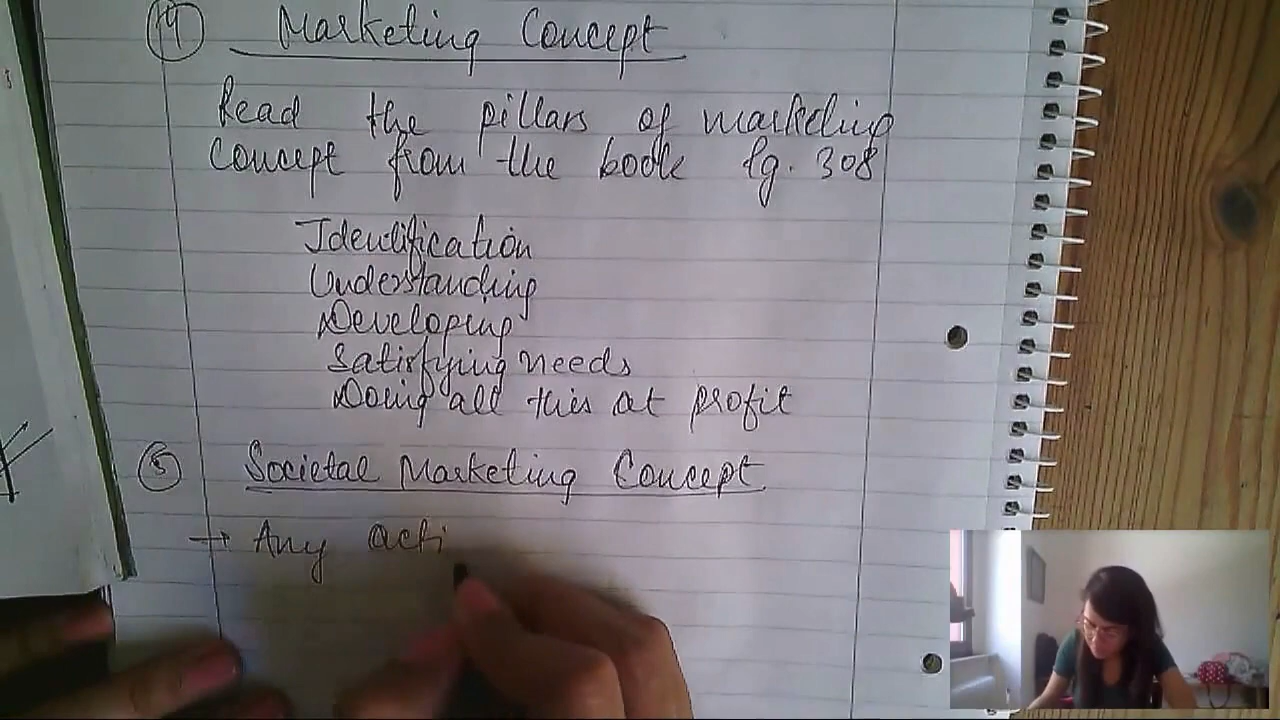 4 Marketing Concept
Read the pillars of marketing
concept from the book Pg. 308
Identification
Understanding
Developing
Satisfying needs
Doing all this at profit
5 Societal Marketing Concept
→ Any acti